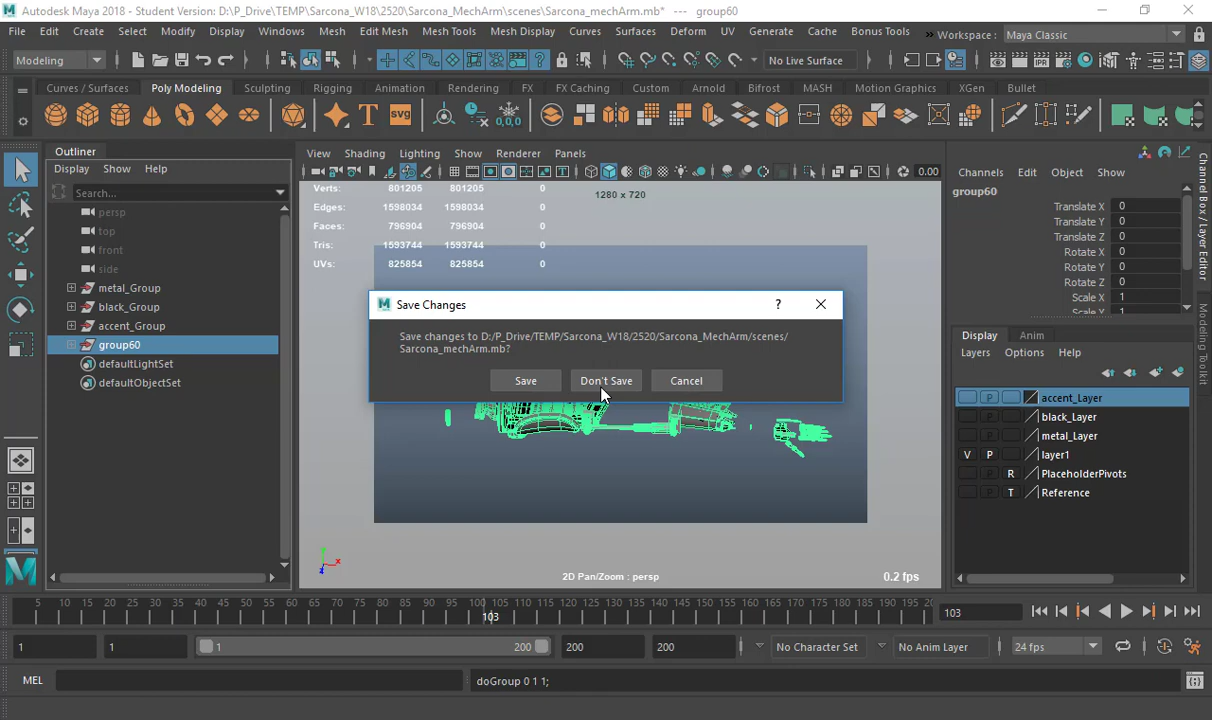 Autodesk Maya 2018 - Student Version: D:\P_Drive\TEMP\Sarcona_W18\2520\Sarcona_MechArm\scenes\Sarcona_mechArm.mb* --- group60
File Edit Create Select Modify Display Windows Mesh Edit Mesh Mesh Tools Mesh Display Curves Surfaces Deform UV Generate Cache Bonus Tools Workspace : Maya Classic
Modeling No Live Surface
Curves / Surfaces Poly Modeling Sculpting Rigging Animation Rendering FX FX Caching Custom Arnold Bifrost MASH Motion Graphics XGen Bullet
SVG 0,0,0
Outliner
Display Show Help
Search...
persp
top
front
side
metal_Group
black_Group
accent_Group
group60
defaultLightSet
defaultObjectSet
View Shading Lighting Show Renderer Panels
0.00
Verts: 801205 801205 0
Edges: 1598034 1598034 0
Faces: 796904 796904 0
Tris: 1593744 1593744 0
UVs: 825854 825854 0
1280 x 720
Save Changes ?
Save changes to D:/P_Drive/TEMP/Sarcona_W18/2520/Sarcona_MechArm/scenes/
Sarcona_mechArm.mb?
Save Don't Save Cancel
2D Pan/Zoom : persp
0.2 fps
Channels Edit Object Show
group60
Translate X 0
Translate Y 0
Translate Z 0
Rotate X 0
Rotate Y 0
Rotate Z 0
Scale X 1
Scale Y 1
Display Anim
Layers Options Help
P accent_Layer
P black_Layer
P metal_Layer
V P layer1
P R PlaceholderPivots
P T Reference
Channel Box / Layer Editor
Modeling Toolkit
5 10 15 20 25 30 35 40 45 50 55 60 65 70 75 80 85 90 95 100 105 110 115 120 125 130 135 140 145 150 155 160 165 170 175 180 185 190 195 20
103
103
1 1 1 200 200 200 No Character Set No Anim Layer 24 fps
MEL doGroup 0 1 1;